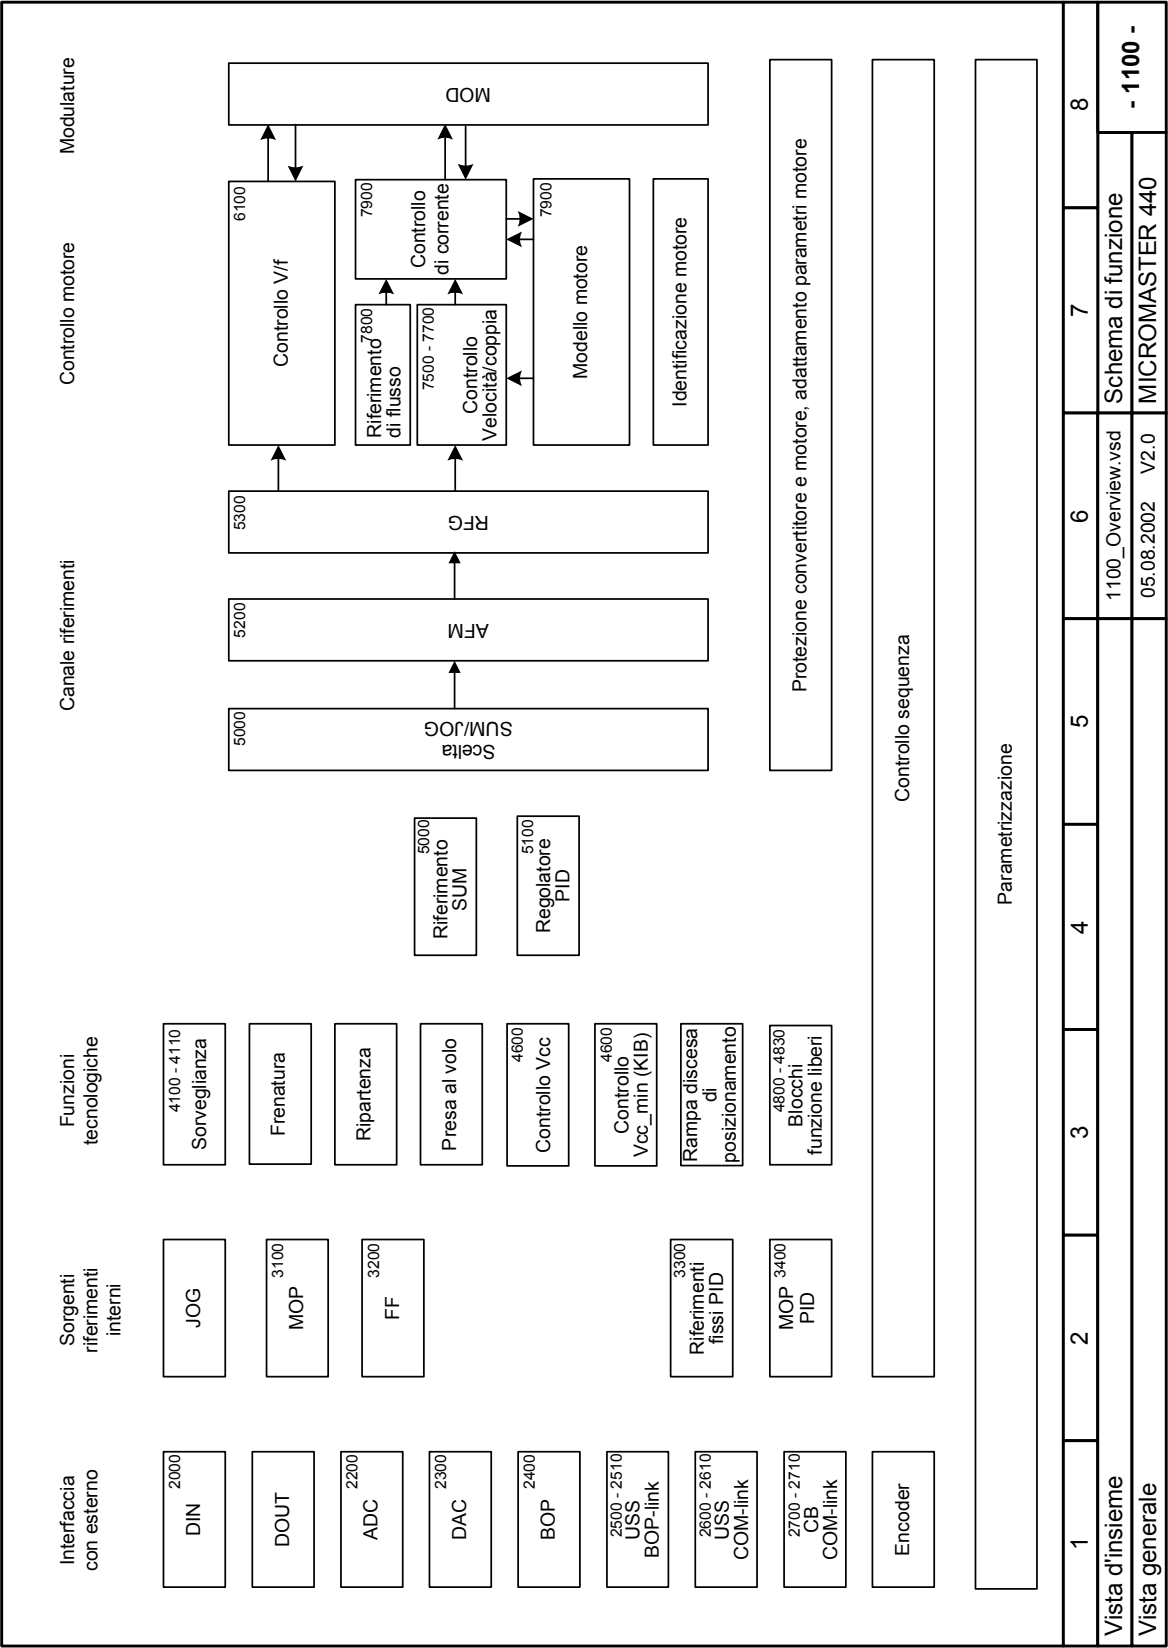 Interfaccia
con esterno
Sorgenti
riferimenti
interni
Funzioni
tecnologiche
Canale riferimenti
Controllo motore
Modulature
2000
DIN
DOUT
2200
ADC
2300
DAC
2400
BOP
2500 - 2510
USS
BOP-link
2600 - 2610
USS
COM-link
2700 - 2710
CB
COM-link
Encoder
JOG
3100
MOP
3200
FF
3300
Riferimenti
fissi PID
3400
MOP
PID
4100 - 4110
Sorveglianza
Frenatura
Ripartenza
Presa al volo
4600
Controllo Vcc
4600
Controllo
Vcc_min (KIB)
Rampa discesa
di
posizionamento
4800 - 4830
Blocchi
funzione liberi
5000
Riferimento
SUM
5100
Regolatore
PID
5000
Scelta
SUM/JOG
5200
AFM
5300
RFG
6100
Controllo V/f
7800
Riferimento
di flusso
7500 - 7700
Controllo
Velocità/coppia
7900
Controllo
di corrente
7900
Modello motore
Identificazione motore
MOD
Protezione convertitore e motore, adattamento parametri motore
Controllo sequenza
Parametrizzazione
1 2 3 4 5 6 7 8
Vista d'insieme 1100_Overview.vsd Schema di funzione - 1100 -
Vista generale 05.08.2002 V2.0 MICROMASTER 440